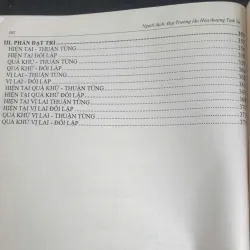 Người dịch: Đại Trưởng lão Hòa thượng Tịnh
III. PHẦN ĐẠT TRI
HIỆN TẠI - THUẬN TÙNG
HIỆN TẠI ĐỐI LẬP
QUÁ KHỨ - THUẬN TÙNG
QUÁ KHỨ - ĐỐI LẬP
VỊ LAI - THUẬN TÙNG
VỊ LAI - ĐỐI LẬP
HIỆN TẠI QUÁ KHỨ - THUẬN TÙNG
HIỆN TẠI QUÁ KHỨ ĐỐI LẬP
HIỆN TẠI VỊ LAI THUẬN TÙNG
HIỆN TẠI VỊ LAI ĐỐI LẬP
QUÁ KHỨ VỊ LAI - THUẬN TÙNG
QUÁ KHỨ VỊ LAI - ĐỐI LẬP